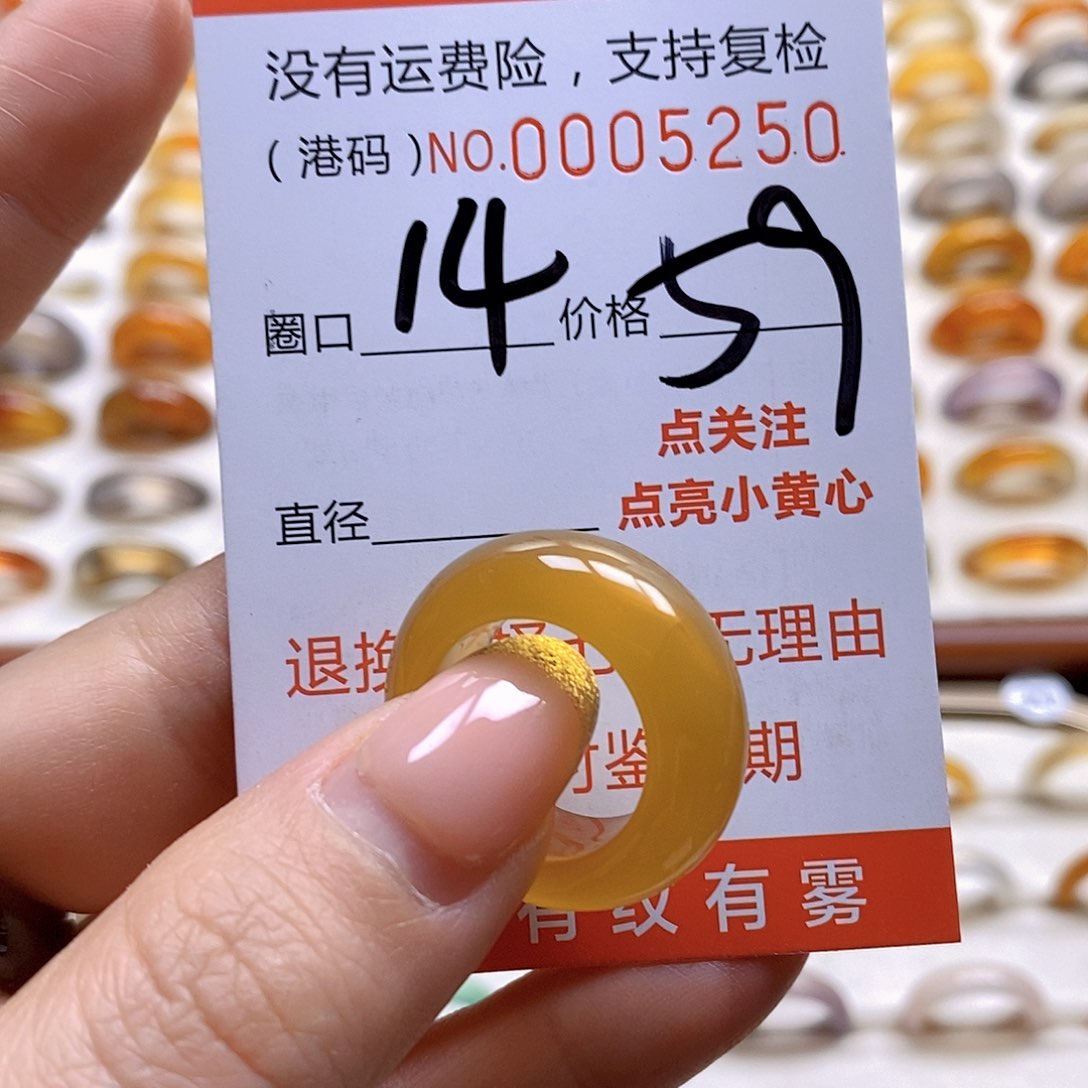 没有运费险，支持复检
（港码）NO.0005250
圈口 14 价格 59
点关注
直径 点亮小黄心
退换 无理由
鉴 期
有纹有雾